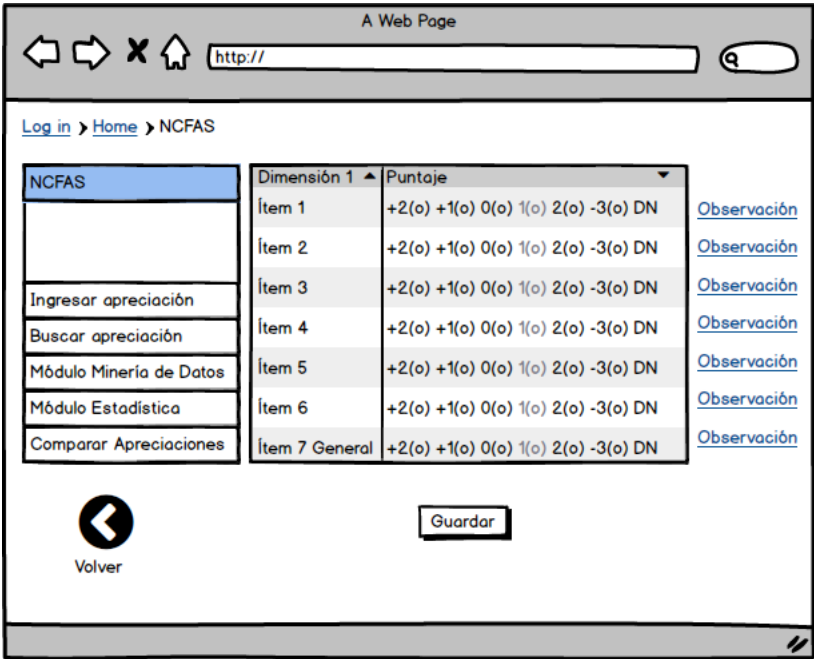 A Web Page
http://
Log in > Home > NCFAS
NCFAS
Ingresar apreciación
Buscar apreciación
Módulo Minería de Datos
Módulo Estadística
Comparar Apreciaciones
Dimensión 1 Puntaje
Ítem 1 +2(o) +1(o) 0(o) 1(o) 2(o) -3(o) DN Observación
Ítem 2 +2(o) +1(o) 0(o) 1(o) 2(o) -3(o) DN Observación
Ítem 3 +2(o) +1(o) 0(o) 1(o) 2(o) -3(o) DN Observación
Ítem 4 +2(o) +1(o) 0(o) 1(o) 2(o) -3(o) DN Observación
Ítem 5 +2(o) +1(o) 0(o) 1(o) 2(o) -3(o) DN Observación
Ítem 6 +2(o) +1(o) 0(o) 1(o) 2(o) -3(o) DN Observación
Ítem 7 General +2(o) +1(o) 0(o) 1(o) 2(o) -3(o) DN Observación
Volver
Guardar